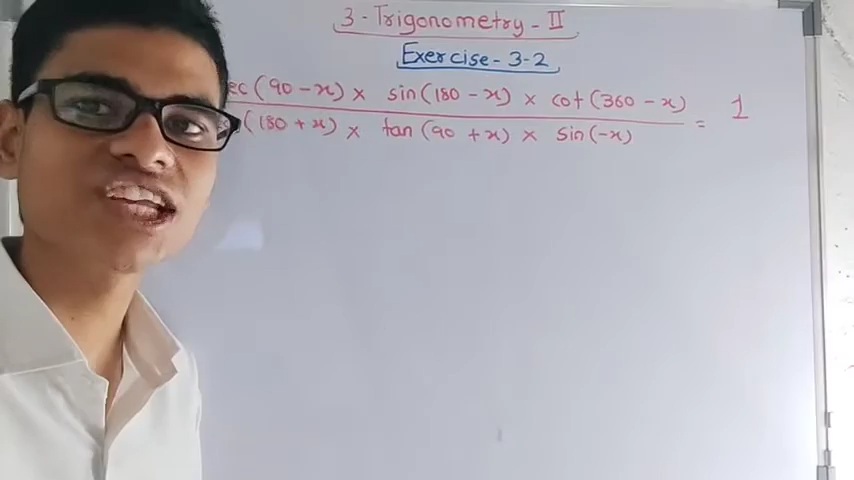 3 - Trigonometry - II
Exercise - 3-2
ec (90 - x) × sin(180 - x) × cot(360 - x)
(180 + x) × tan(90 + x) × sin(-x) = 1